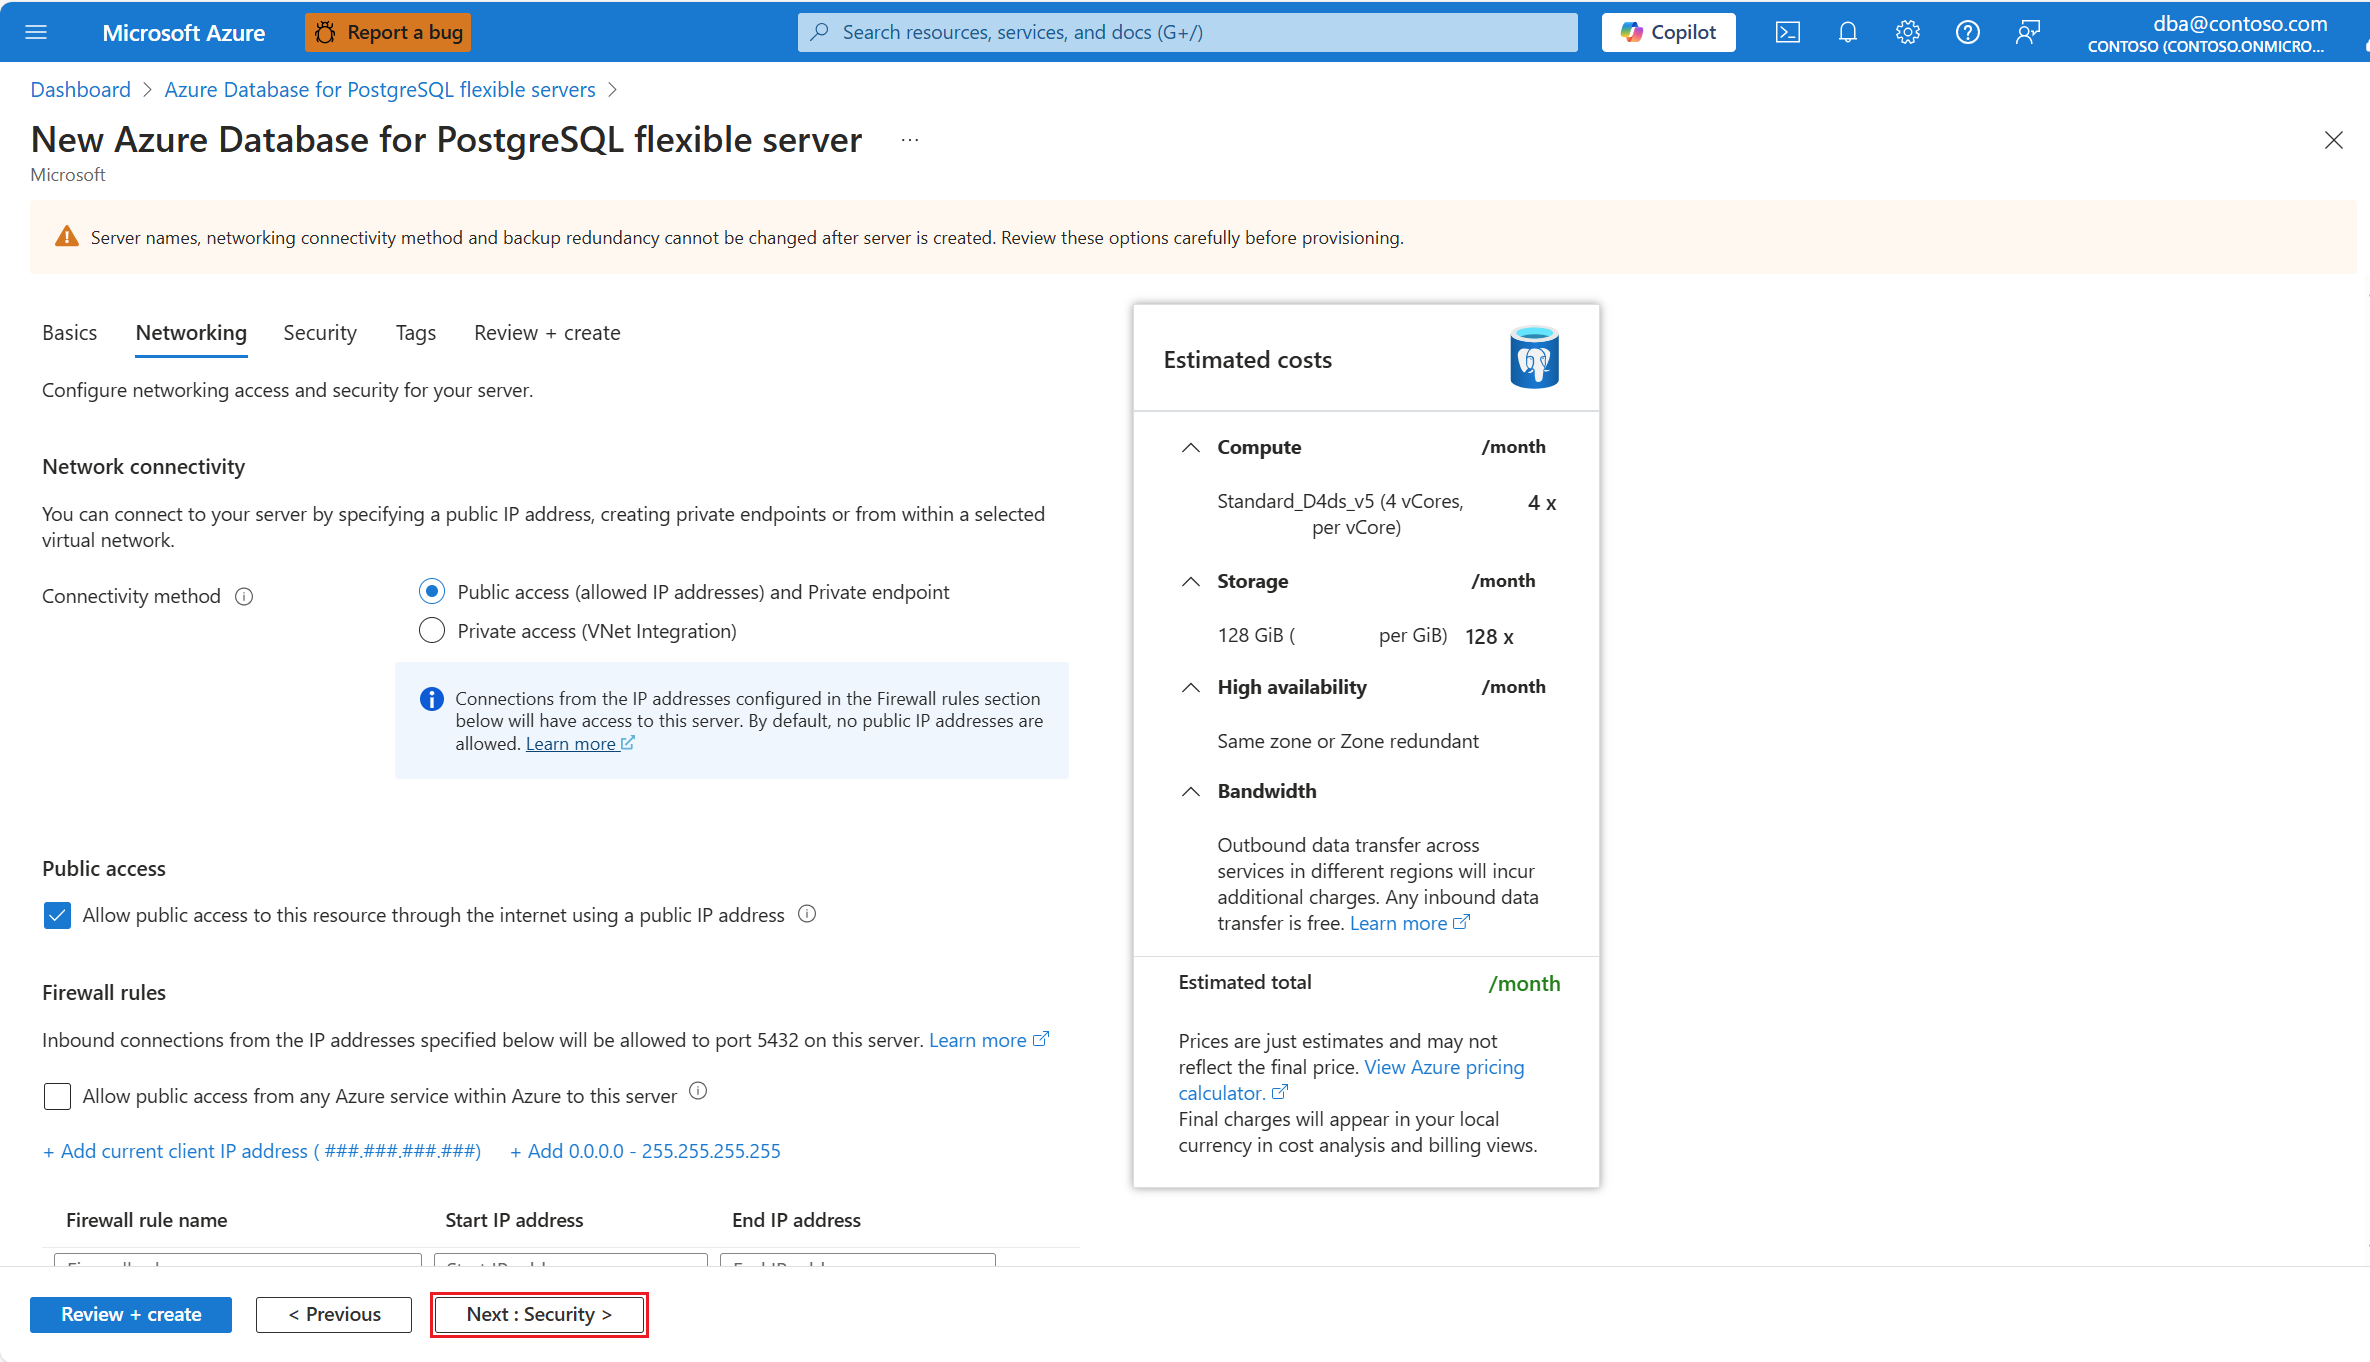 Microsoft Azure
Report a bug
Search resources, services, and docs (G+/)
Copilot
dba@contoso.com
CONTOSO (CONTOSO.ONMICRO...
Dashboard > Azure Database for PostgreSQL flexible servers >
New Azure Database for PostgreSQL flexible server ...
Microsoft
Server names, networking connectivity method and backup redundancy cannot be changed after server is created. Review these options carefully before provisioning.
Basics Networking Security Tags Review + create
Configure networking access and security for your server.
Network connectivity
You can connect to your server by specifying a public IP address, creating private endpoints or from within a selected
virtual network.
Connectivity method
Public access (allowed IP addresses) and Private endpoint
Private access (VNet Integration)
Connections from the IP addresses configured in the Firewall rules section
below will have access to this server. By default, no public IP addresses are
allowed. Learn more
Public access
Allow public access to this resource through the internet using a public IP address
Firewall rules
Inbound connections from the IP addresses specified below will be allowed to port 5432 on this server. Learn more
Allow public access from any Azure service within Azure to this server
+ Add current client IP address ( ###.###.###.###) + Add 0.0.0.0 - 255.255.255.255
Firewall rule name Start IP address End IP address
Estimated costs
Compute /month
Standard_D4ds_v5 (4 vCores, 4 x
per vCore)
Storage /month
128 GiB ( per GiB) 128 x
High availability /month
Same zone or Zone redundant
Bandwidth
Outbound data transfer across
services in different regions will incur
additional charges. Any inbound data
transfer is free. Learn more
Estimated total /month
Prices are just estimates and may not
reflect the final price. View Azure pricing
calculator.
Final charges will appear in your local
currency in cost analysis and billing views.
Review + create < Previous Next : Security >